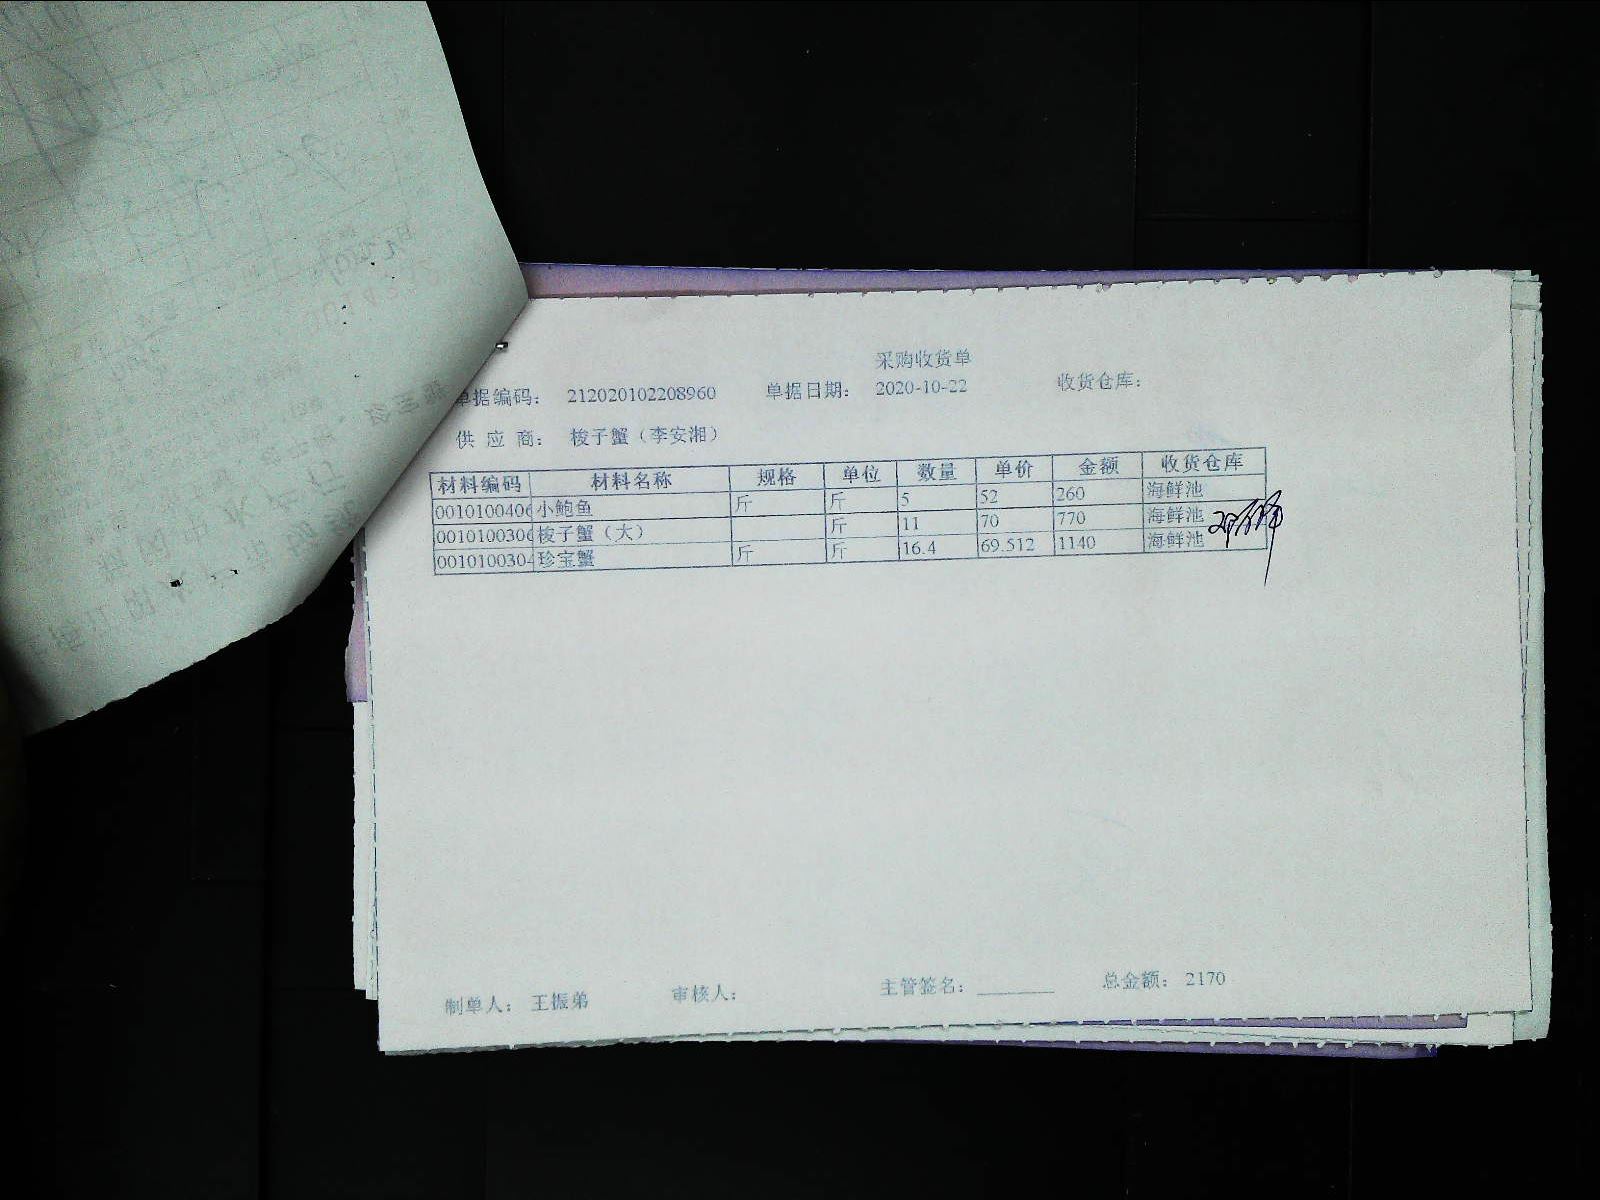 采购收货单
单据编码： 212020102208960 单据日期： 2020-10-22 收货仓库：
供 应 商： 梭子蟹（李安湘）
材料编码 材料名称 规格 单位 数量 单价 金额 收货仓库
0010100406 小鲍鱼 斤 斤 5 52 260 海鲜池
0010100306 梭子蟹（大） 斤 11 70 770 海鲜池
0010100304 珍宝蟹 斤 斤 16.4 69.512 1140 海鲜池
制单人： 王振弟 审核人： 主管签名：________ 总金额： 2170